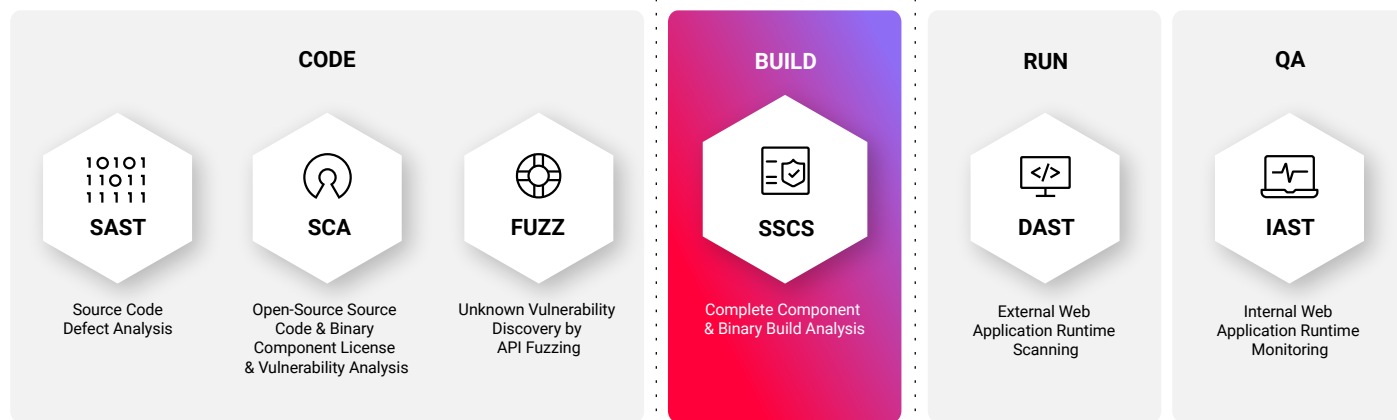 CODE
10101
11011
11111
SAST
Source Code
Defect Analysis
SCA
Open-Source Source
Code & Binary
Component License
& Vulnerability Analysis
FUZZ
Unknown Vulnerability
Discovery by
API Fuzzing
BUILD
SSCS
Complete Component
& Binary Build Analysis
RUN
</>
DAST
External Web
Application Runtime
Scanning
QA
IAST
Internal Web
Application Runtime
Monitoring